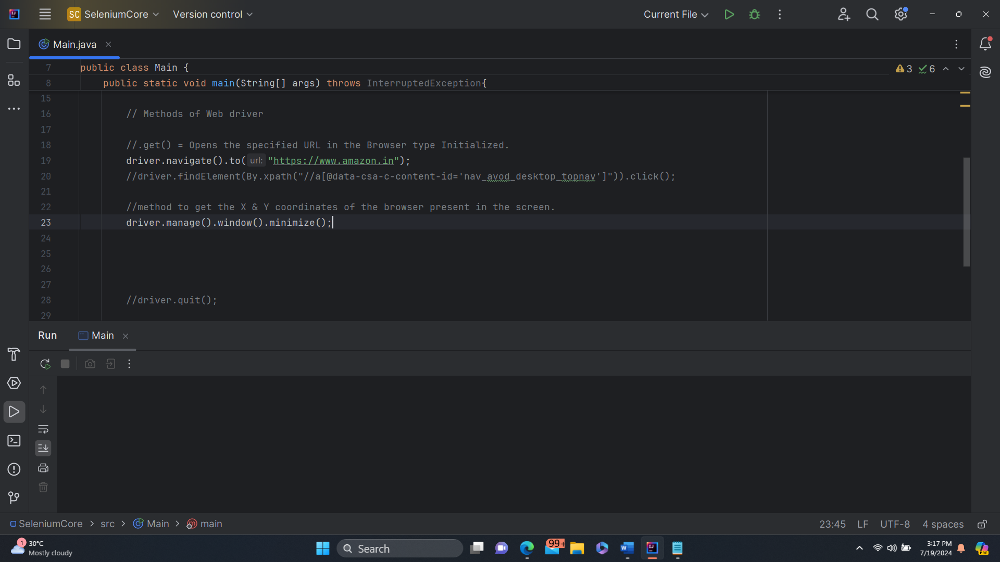 SC SeleniumCore Version control Current File
Main.java
7 public class Main {
3 6
8 public static void main(String[] args) throws InterruptedException{
15
16 // Methods of Web driver
17
18 //.get() = Opens the specified URL in the Browser type Initialized.
19 driver.navigate().to( url: "https://www.amazon.in");
20 //driver.findElement(By.xpath("//a[@data-csa-c-content-id='nav_avod_desktop_topnav']")).click();
21
22 //method to get the X & Y coordinates of the browser present in the screen.
23 driver.manage().window().minimize();
24
25
26
27
28 //driver.quit();
29
Run Main
SeleniumCore > src > Main > main 23:45 LF UTF-8 4 spaces
1 30°C
Mostly cloudy
Search
99+
3:17 PM
7/19/2024
PRE